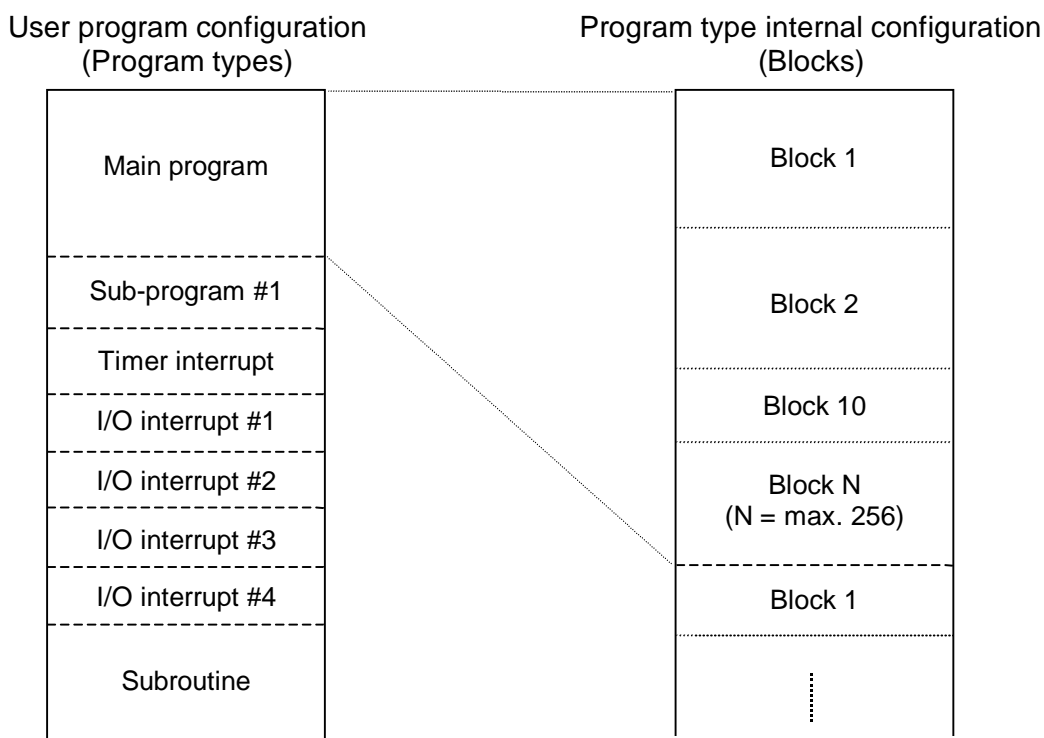 User program configuration
(Program types)
Main program
Sub-program #1
Timer interrupt
I/O interrupt #1
I/O interrupt #2
I/O interrupt #3
I/O interrupt #4
Subroutine
Program type internal configuration
(Blocks)
Block 1
Block 2
Block 10
Block N
(N = max. 256)
Block 1